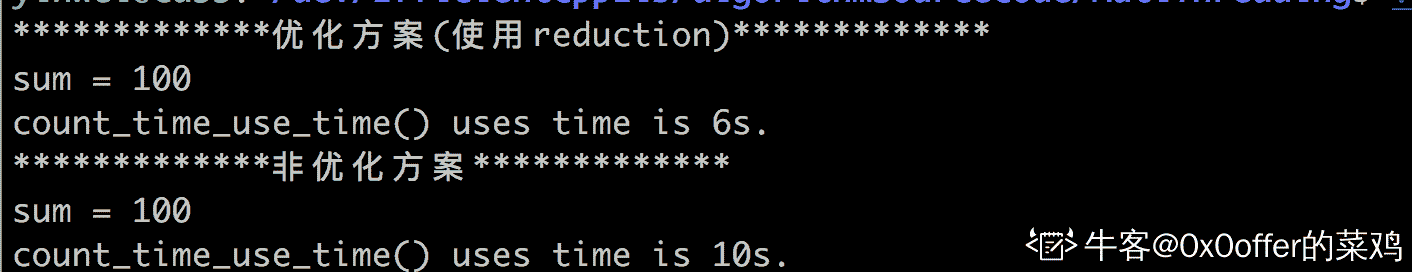 *************优化方案(使用reduction)*************
sum = 100
count_time_use_time() uses time is 6s.
*************非优化方案*************
sum = 100
count_time_use_time() uses time is 10s.
牛客@0x0offer的菜鸡